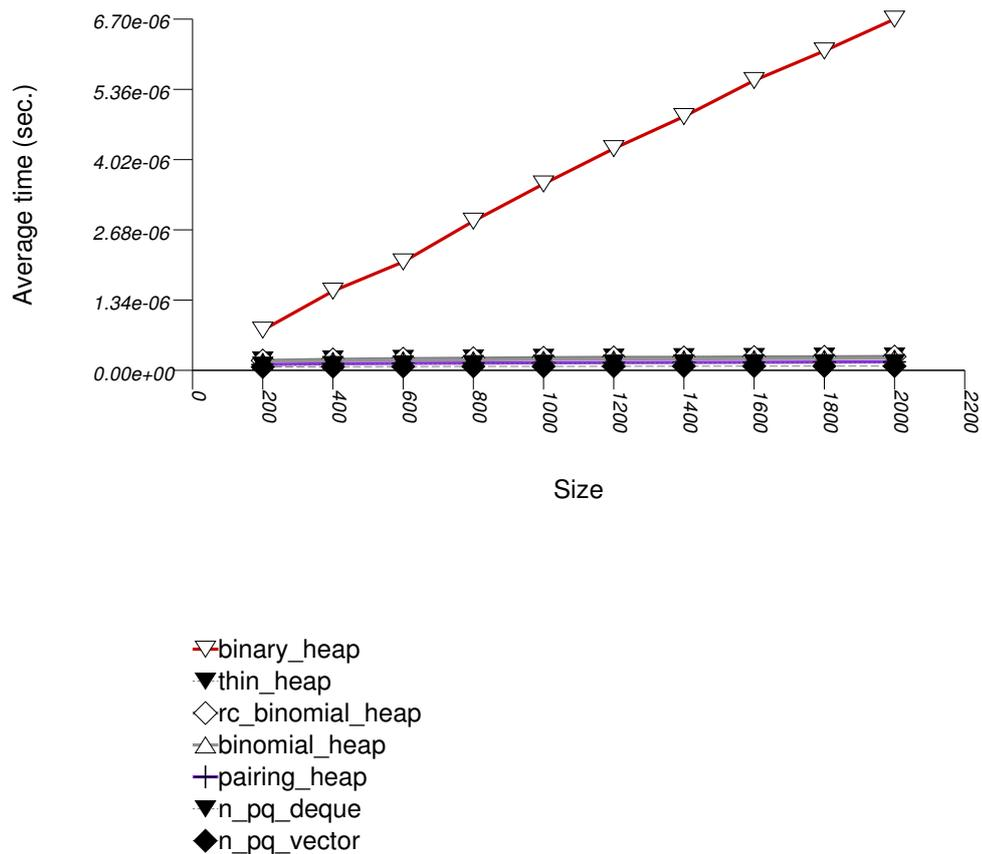 6.70e-06
5.36e-06
4.02e-06
2.68e-06
1.34e-06
0.00e+00
Average time (sec.)
0
200
400
600
800
1000
1200
1400
1600
1800
2000
2200
Size
binary_heap
thin_heap
rc_binomial_heap
binomial_heap
pairing_heap
n_pq_deque
n_pq_vector